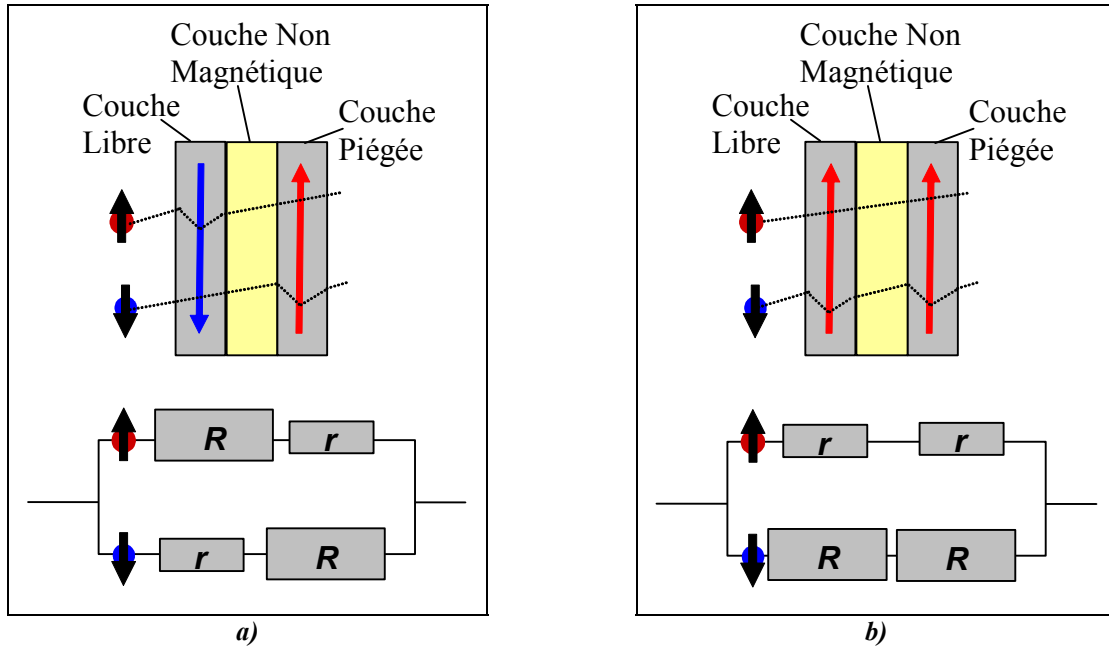 Couche Non
Magnétique
Couche
Libre
Couche
Piégée
R
r
r
R
a)
Couche Non
Magnétique
Couche
Libre
Couche
Piégée
r
r
R
R
b)